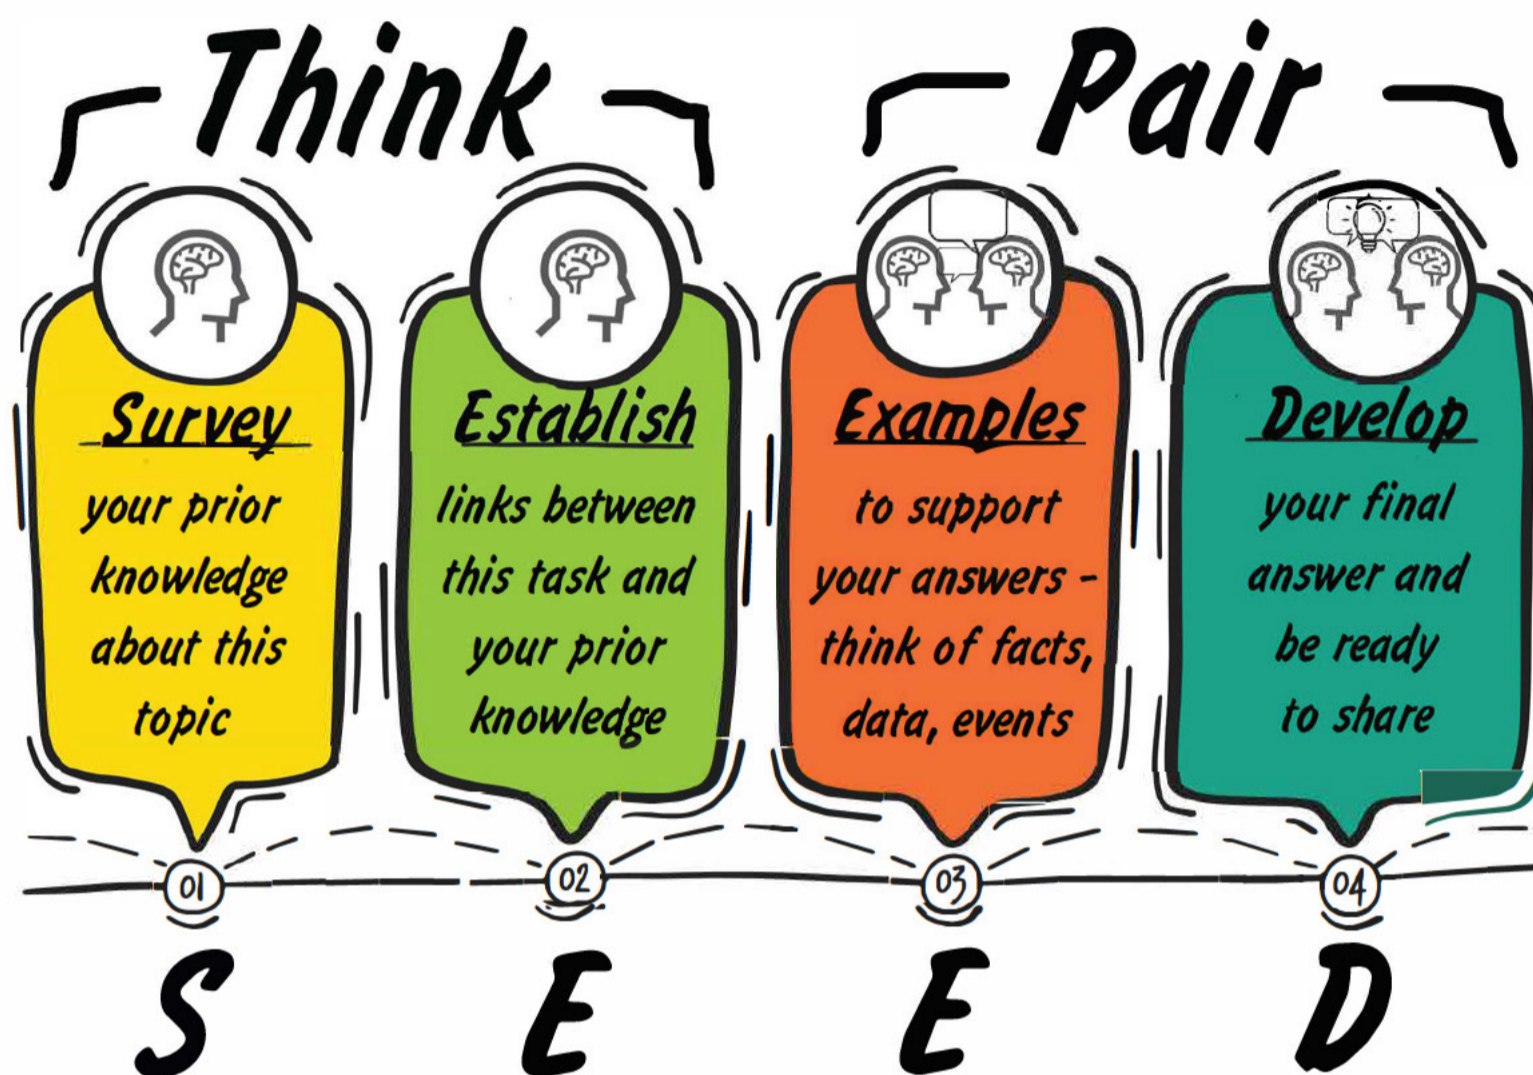 Think
Pair
Survey
your prior
knowledge
about this
topic
Establish
links between
this task and
your prior
knowledge
Examples
to support
your answers -
think of facts,
data, events
Develop
your final
answer and
be ready
to share
01
02
03
04
S
E
E
D